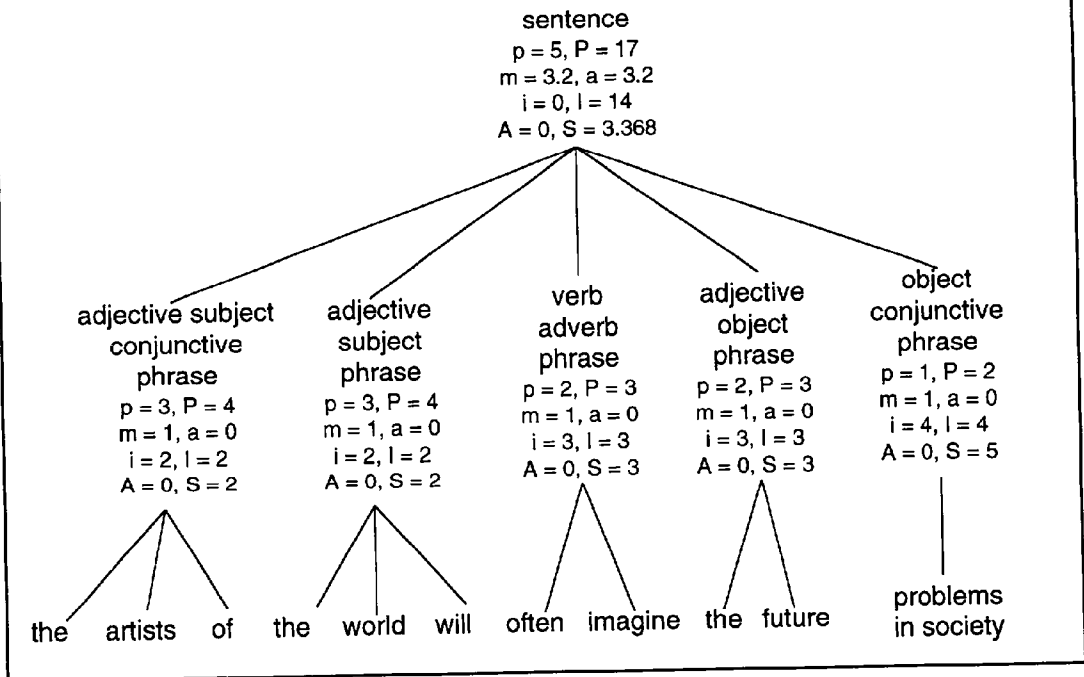 sentence
p = 5, P = 17
m = 3.2, a = 3.2
i = 0, I = 14
A = 0, S = 3.368
adjective subject
conjunctive
phrase
p = 3, P = 4
m = 1, a = 0
i = 2, I = 2
A = 0, S = 2
adjective
subject
phrase
p = 3, P = 4
m = 1, a = 0
i = 2, I = 2
A = 0, S = 2
verb
adverb
phrase
p = 2, P = 3
m = 1, a = 0
i = 3, I = 3
A = 0, S = 3
adjective
object
phrase
p = 2, P = 3
m = 1, a = 0
i = 3, I = 3
A = 0, S = 3
object
conjunctive
phrase
p = 1, P = 2
m = 1, a = 0
i = 4, I = 4
A = 0, S = 5
the artists of the world will often imagine the future
problems
in society